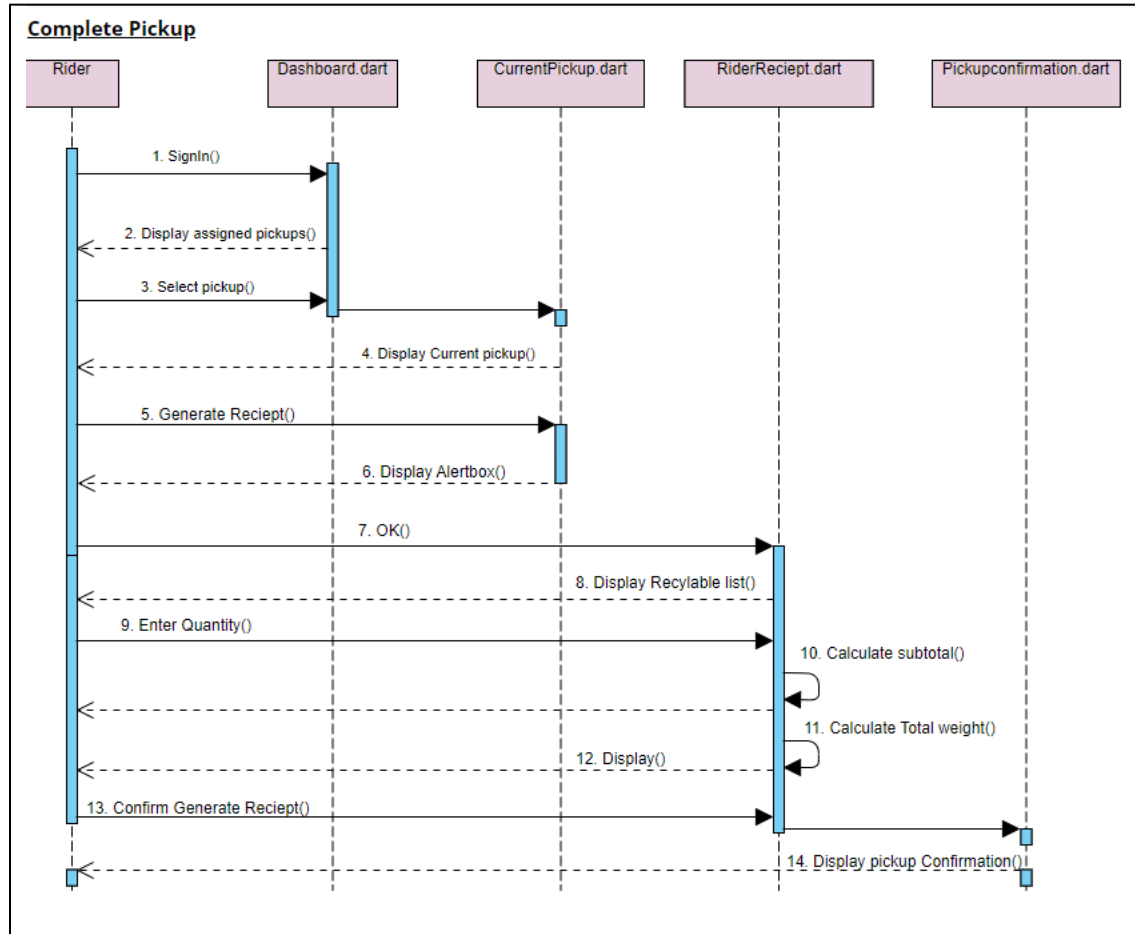 Complete Pickup
Rider
Dashboard.dart
CurrentPickup.dart
RiderReciept.dart
Pickupconfirmation.dart
1. SignIn()
2. Display assigned pickups()
3. Select pickup()
4. Display Current pickup()
5. Generate Reciept()
6. Display Alertbox()
7. OK()
8. Display Recylable list()
9. Enter Quantity()
10. Calculate subtotal()
11. Calculate Total weight()
12. Display()
13. Confirm Generate Reciept()
14. Display pickup Confirmation()